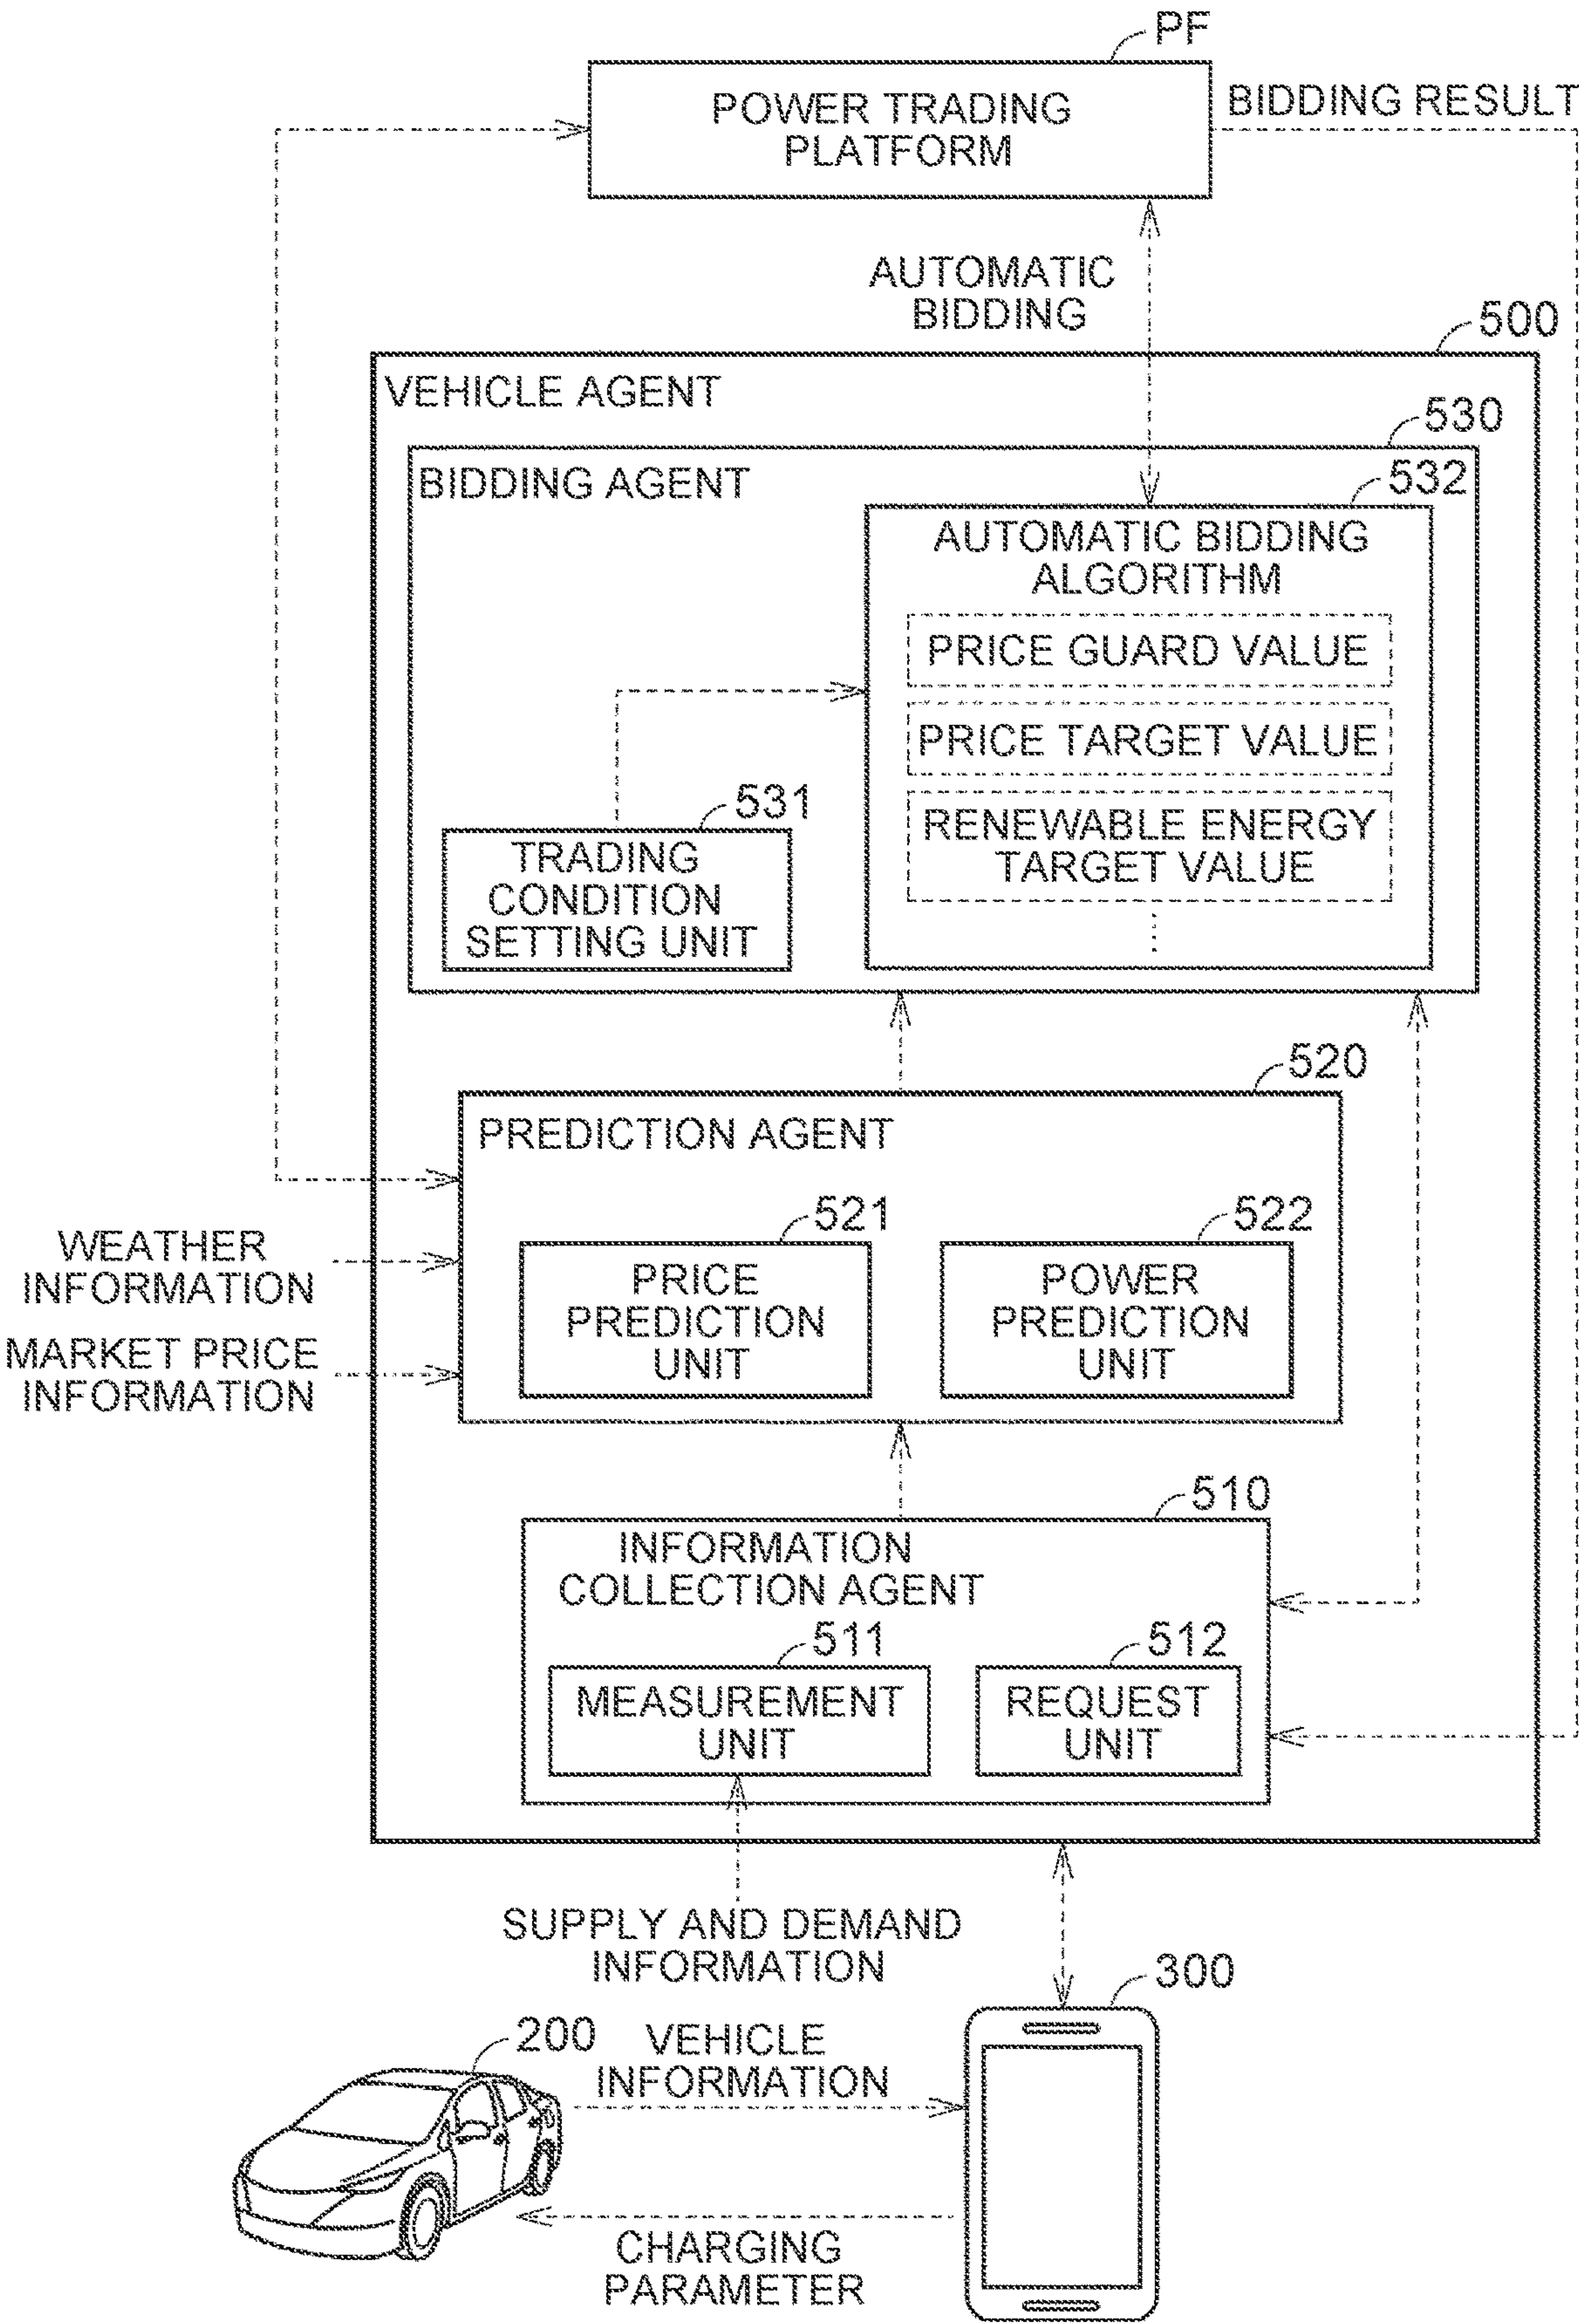 PF
POWER TRADING
PLATFORM
BIDDING RESULT
AUTOMATIC
BIDDING
500
VEHICLE AGENT
530
BIDDING AGENT
532
AUTOMATIC BIDDING
ALGORITHM
PRICE GUARD VALUE
PRICE TARGET VALUE
RENEWABLE ENERGY
TARGET VALUE
531
TRADING
CONDITION
SETTING UNIT
520
PREDICTION AGENT
521
PRICE
PREDICTION
UNIT
522
POWER
PREDICTION
UNIT
WEATHER
INFORMATION
MARKET PRICE
INFORMATION
510
INFORMATION
COLLECTION AGENT
511
MEASUREMENT
UNIT
512
REQUEST
UNIT
SUPPLY AND DEMAND
INFORMATION
300
200
VEHICLE
INFORMATION
CHARGING
PARAMETER